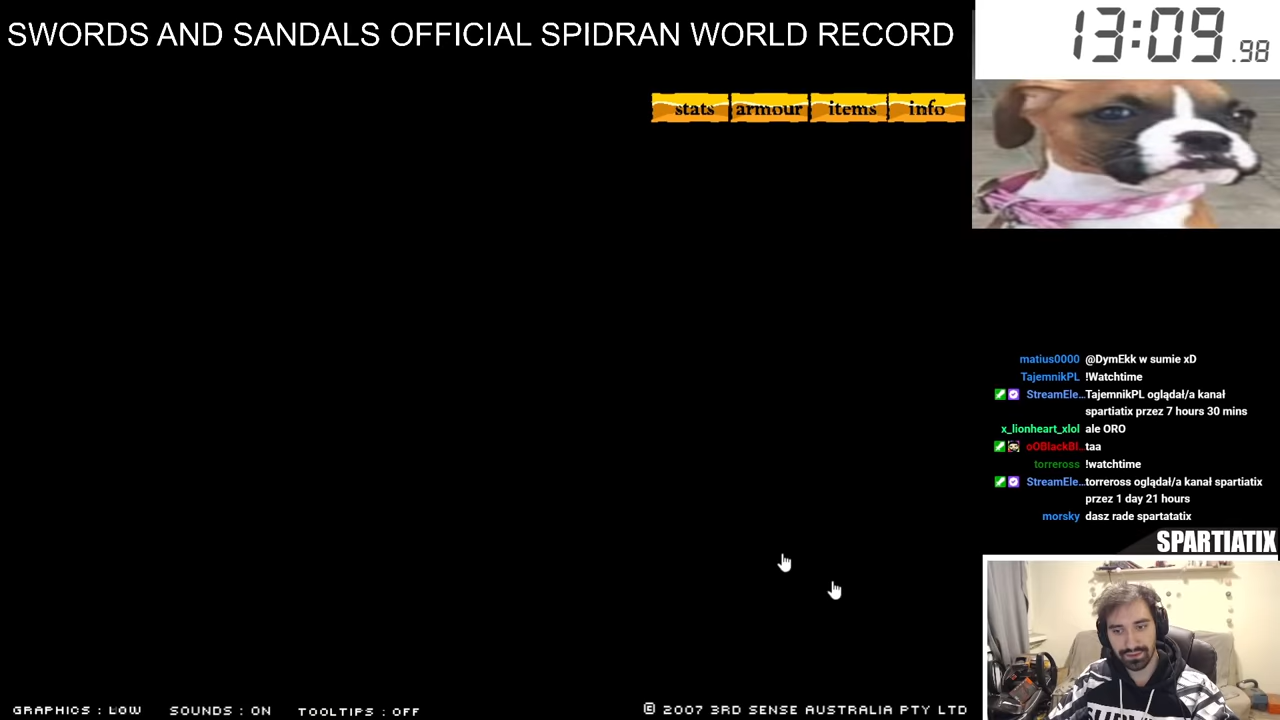 SWORDS AND SANDALS OFFICIAL SPIDRAN WORLD RECORD
13:09.98
stats armour items info
matius0000 @DymEkk w sumie xD
TajemnikPL !Watchtime
StreamEle... TajemnikPL oglądał/a kanał
spartiatix przez 7 hours 30 mins
x_lionheart_xlol ale ORO
oOBlackBl... taa
torreross !watchtime
StreamEle... torreross oglądał/a kanał spartiatix
przez 1 day 21 hours
morsky dasz rade spartatatix
SPARTIATIX
GRAPHICS : LOW SOUNDS : ON TOOLTIPS : OFF © 2007 3RD SENSE AUSTRALIA PTY LTD